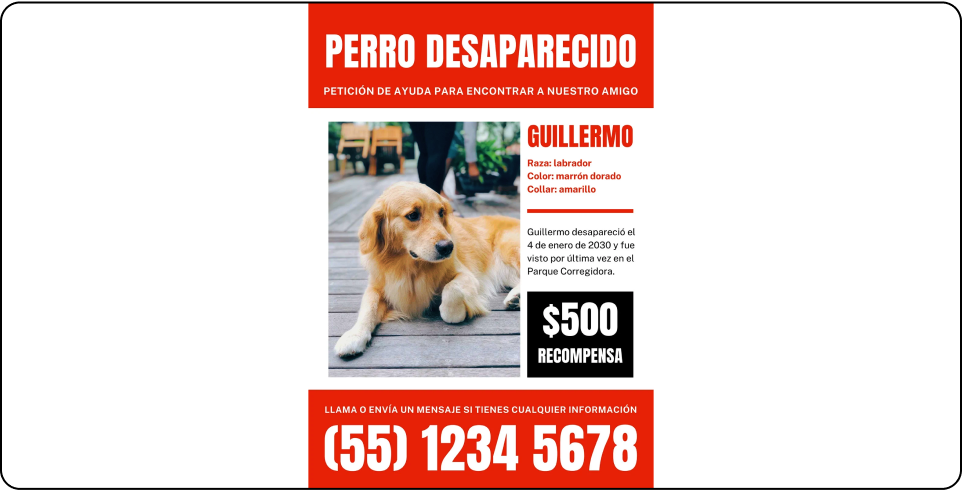 PERRO DESAPARECIDO
PETICIÓN DE AYUDA PARA ENCONTRAR A NUESTRO AMIGO
GUILLERMO
Raza: labrador
Color: marrón dorado
Collar: amarillo
Guillermo desapareció el
4 de enero de 2030 y fue
visto por última vez en el
Parque Corregidora.
$500
RECOMPENSA
LLAMA O ENVÍA UN MENSAJE SI TIENES CUALQUIER INFORMACIÓN
(55) 1234 5678